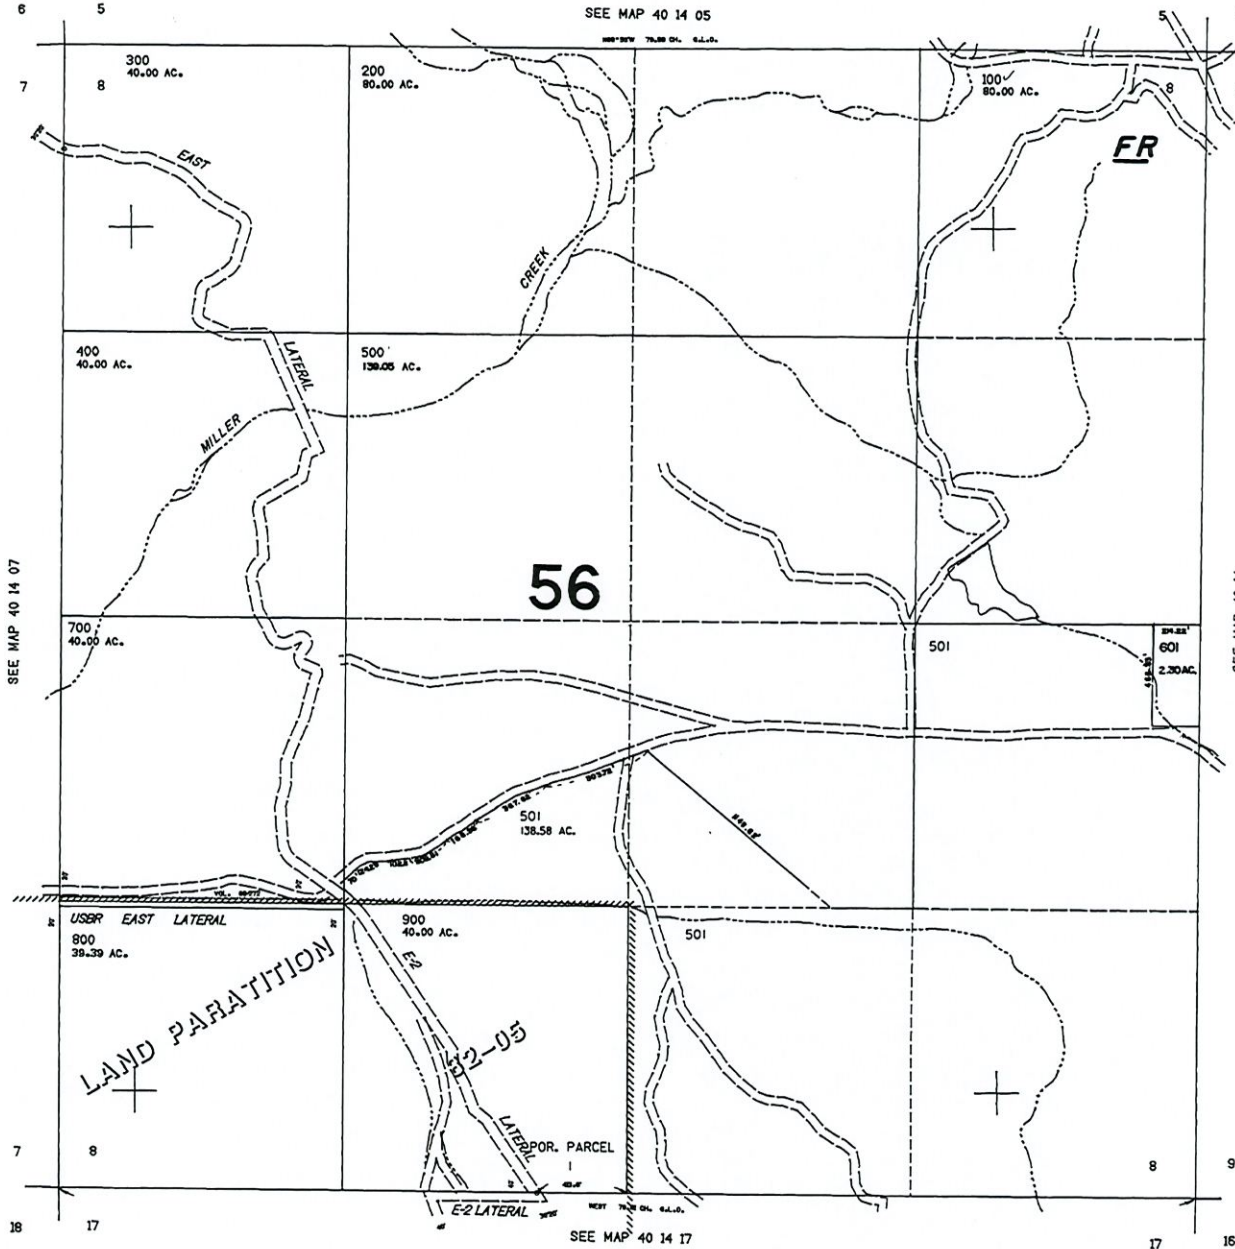 6 5
SEE MAP 40 14 05
5
300
40.00 AC.
200
80.00 AC.
100
80.00 AC.
7 8
8
FR
EAST
CREEK
400
40.00 AC.
LATERAL
500
139.05 AC.
MILLER
SEE MAP 40 14 07
56
700
40.00 AC.
501
601
2.30 AC.
501
138.58 AC.
USBR EAST LATERAL
800
39.39 AC.
900
40.00 AC.
501
E-2
LAND PARATITION
LATERAL
POR. PARCEL
1
7 8
8 9
E-2 LATERAL
SEE MAP 40 14 17
18 17
17 16